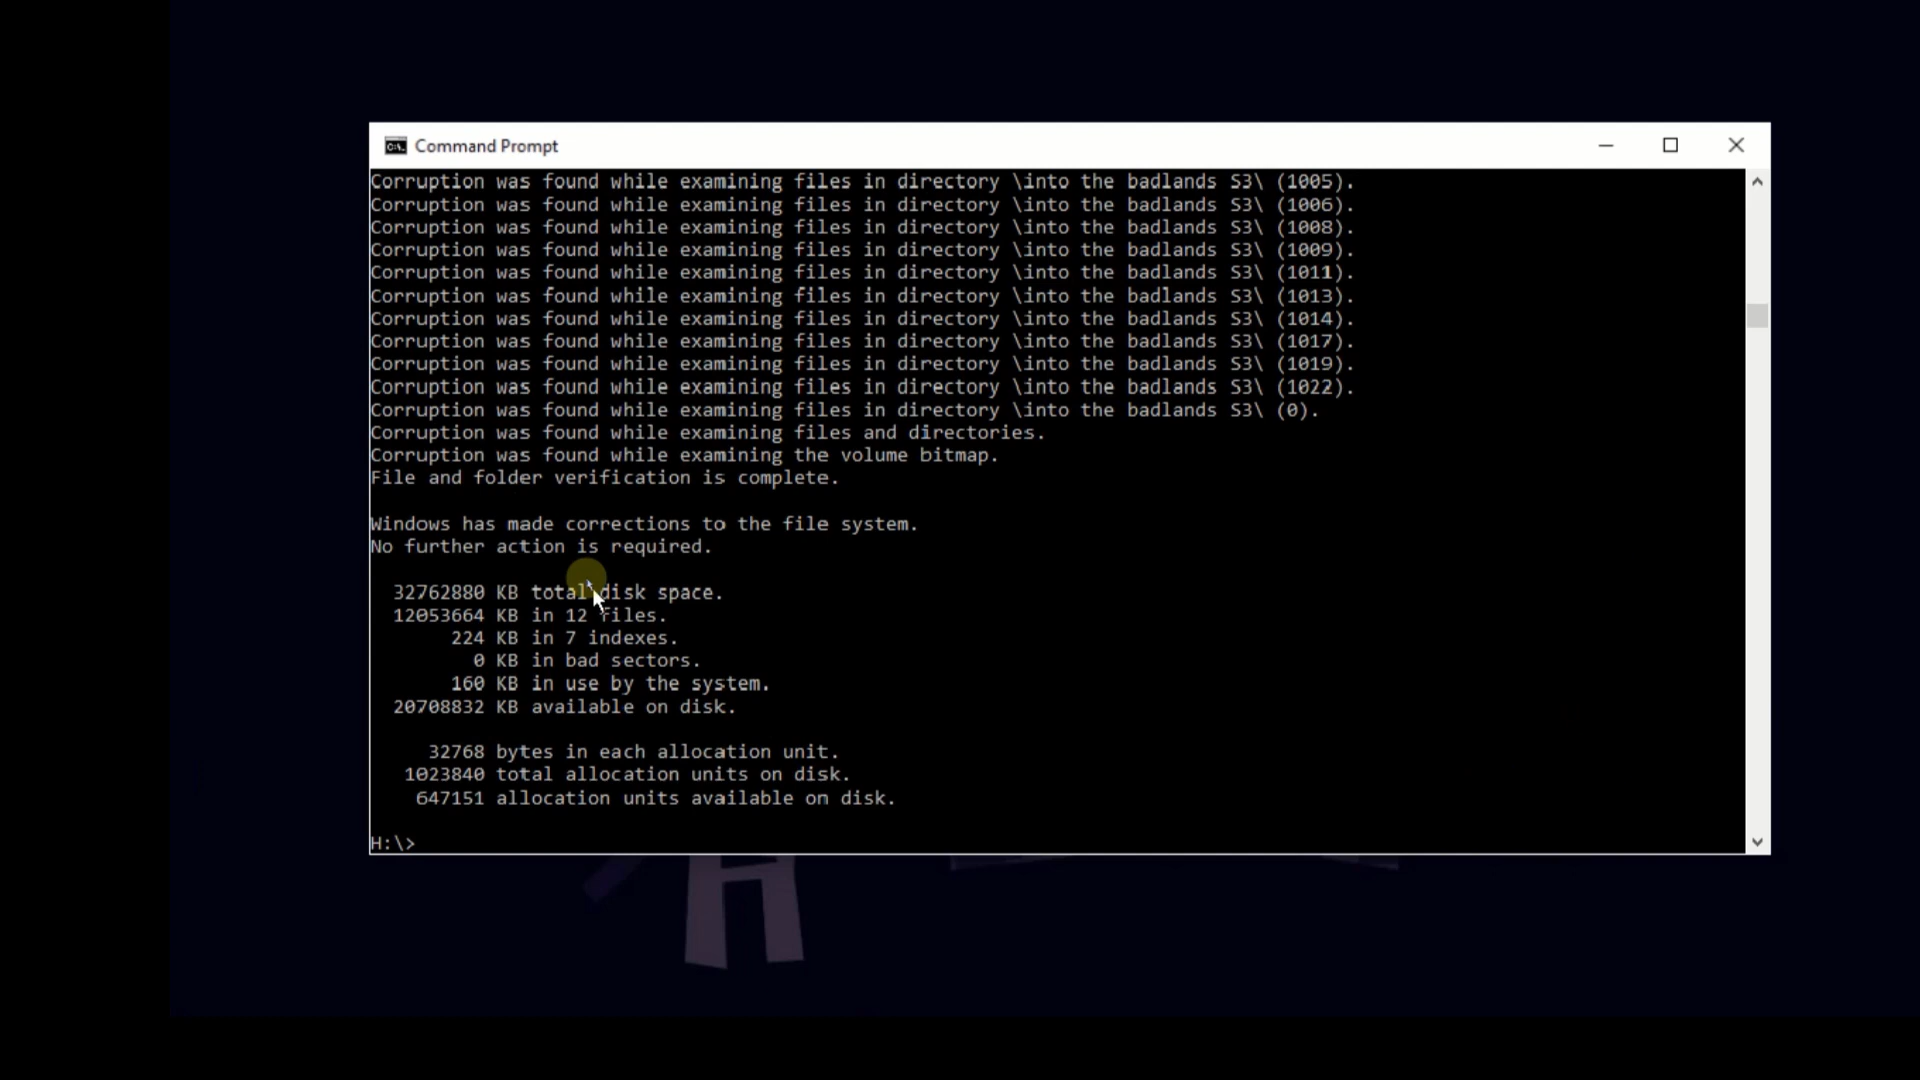 Command Prompt
Corruption was found while examining files in directory \into the badlands S3\ (1005).
Corruption was found while examining files in directory \into the badlands S3\ (1006).
Corruption was found while examining files in directory \into the badlands S3\ (1008).
Corruption was found while examining files in directory \into the badlands S3\ (1009).
Corruption was found while examining files in directory \into the badlands S3\ (1011).
Corruption was found while examining files in directory \into the badlands S3\ (1013).
Corruption was found while examining files in directory \into the badlands S3\ (1014).
Corruption was found while examining files in directory \into the badlands S3\ (1017).
Corruption was found while examining files in directory \into the badlands S3\ (1019).
Corruption was found while examining files in directory \into the badlands S3\ (1022).
Corruption was found while examining files in directory \into the badlands S3\ (0).
Corruption was found while examining files and directories.
Corruption was found while examining the volume bitmap.
File and folder verification is complete.
Windows has made corrections to the file system.
No further action is required.
32762880 KB total disk space.
12053664 KB in 12 files.
224 KB in 7 indexes.
0 KB in bad sectors.
160 KB in use by the system.
20708832 KB available on disk.
32768 bytes in each allocation unit.
1023840 total allocation units on disk.
647151 allocation units available on disk.
H:\>